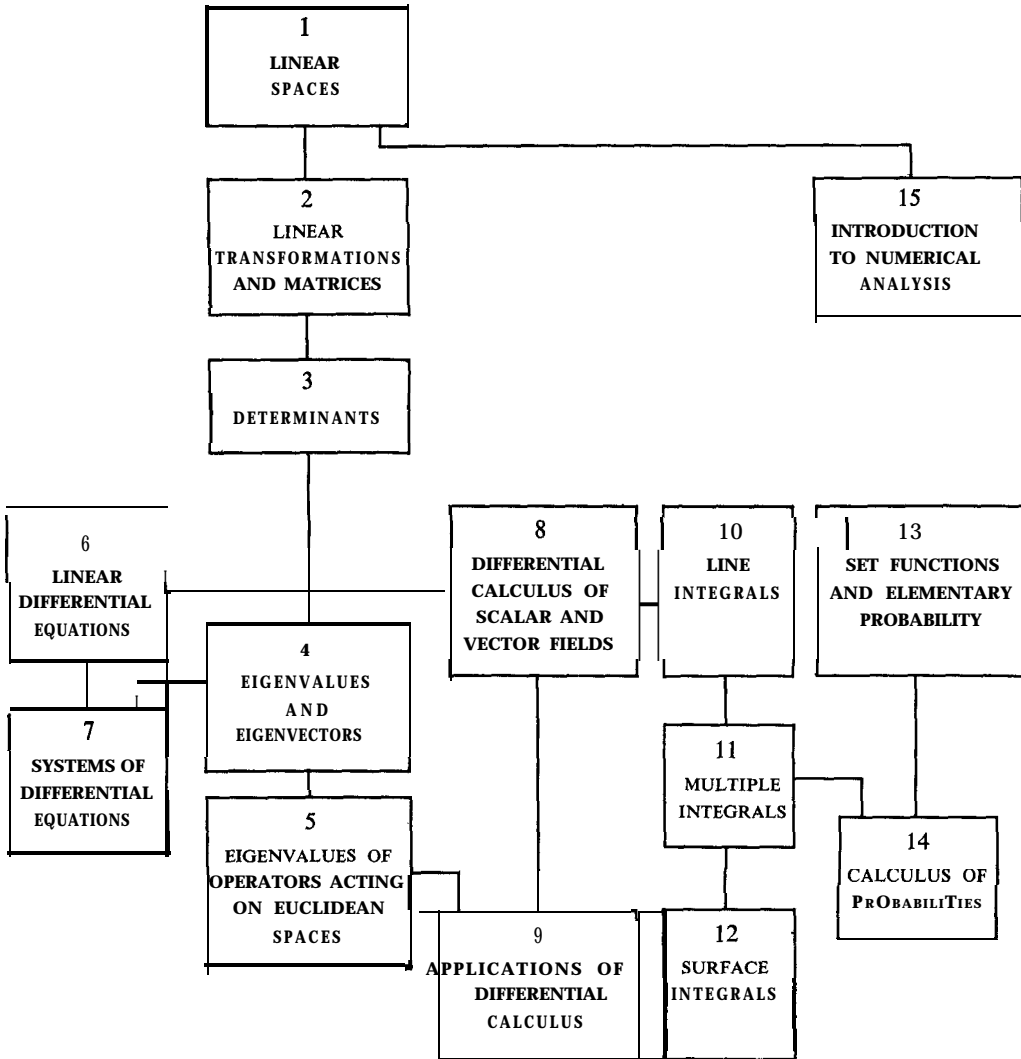 1
LINEAR
SPACES
2
LINEAR
TRANSFORMATIONS
AND MATRICES
15
INTRODUCTION
TO NUMERICAL
ANALYSIS
3
DETERMINANTS
6
LINEAR
DIFFERENTIAL
EQUATIONS
8
DIFFERENTIAL
CALCULUS OF
SCALAR AND
VECTOR FIELDS
10
LINE
INTEGRALS
13
SET FUNCTIONS
AND ELEMENTARY
PROBABILITY
4
EIGENVALUES
AND
EIGENVECTORS
7
SYSTEMS OF
DIFFERENTIAL
EQUATIONS
11
MULTIPLE
INTEGRALS
5
EIGENVALUES OF
OPERATORS ACTING
ON EUCLIDEAN
SPACES
14
CALCULUS OF
PrObabiliTies
9
APPLICATIONS OF
DIFFERENTIAL
CALCULUS
12
SURFACE
INTEGRALS